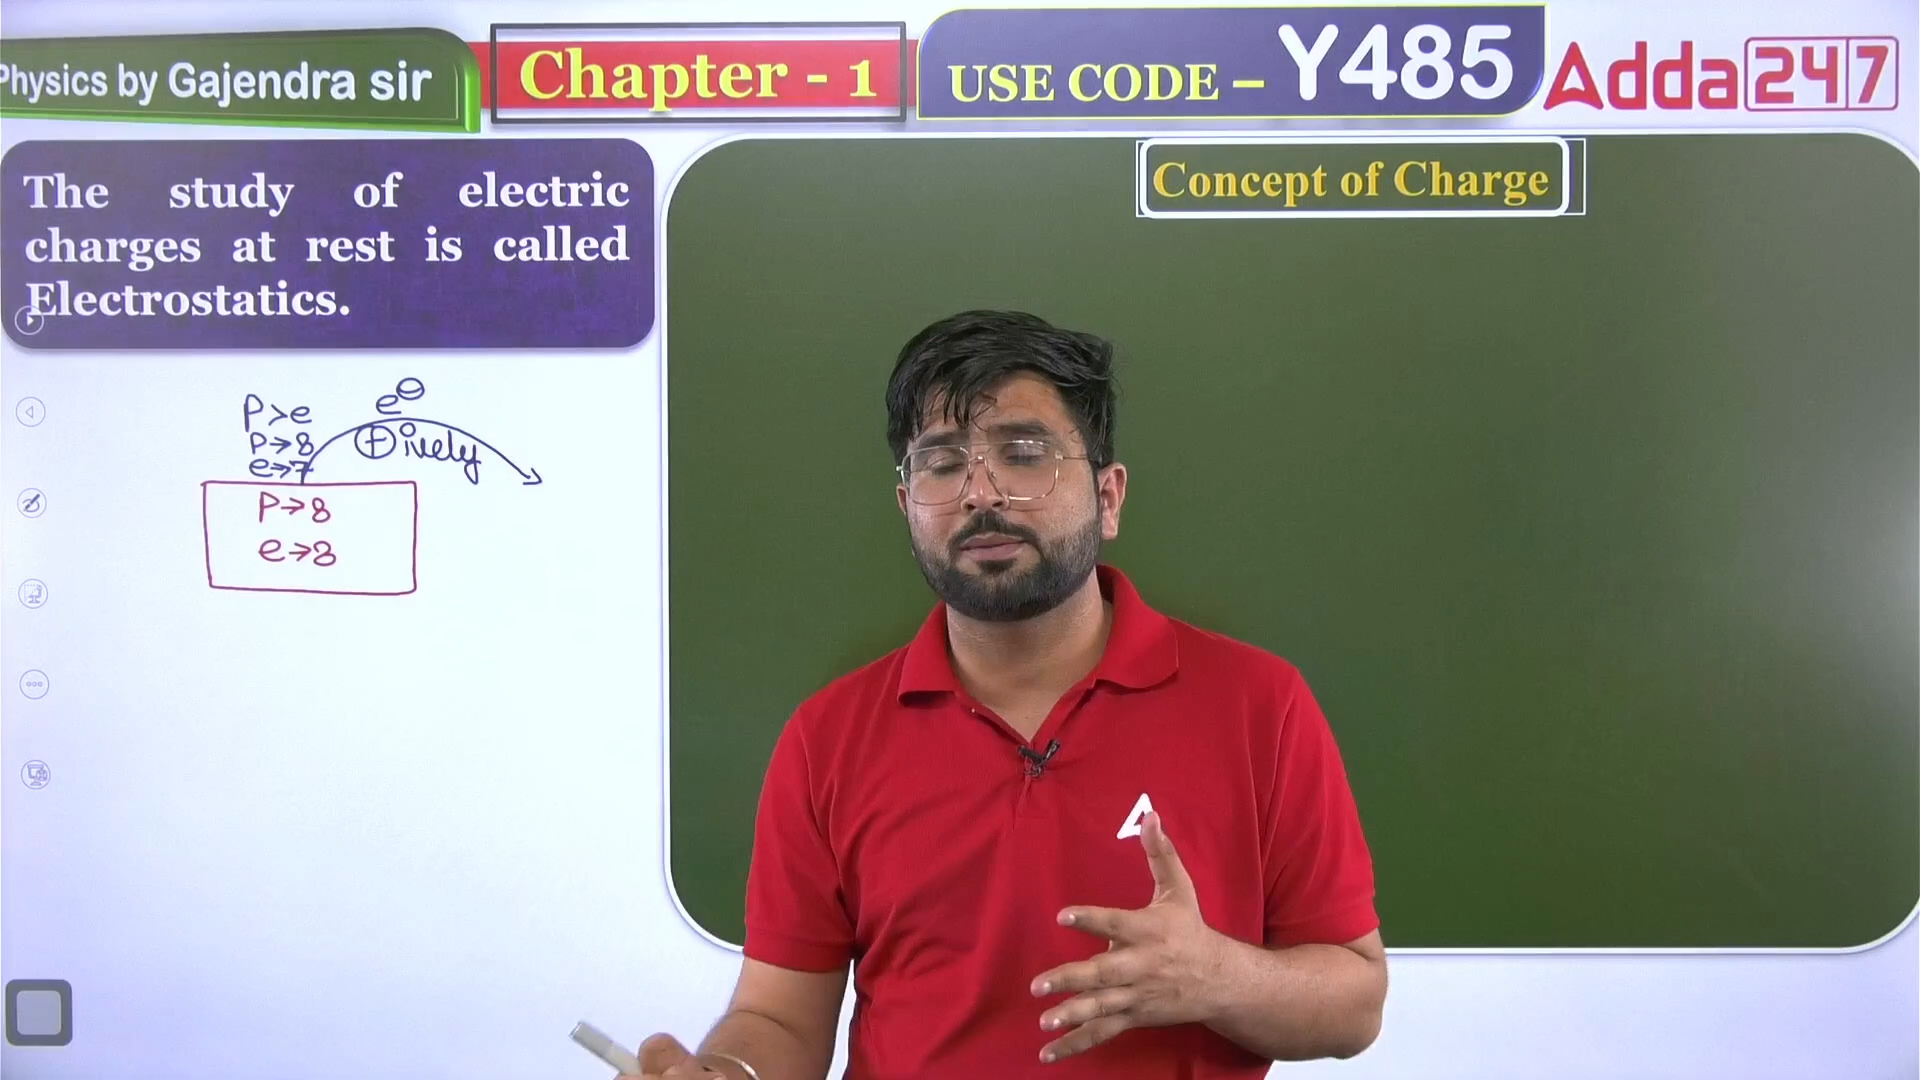 Physics by Gajendra sir
Chapter - 1
USE CODE – Y485
Adda247
The study of electric
charges at rest is called
Electrostatics.
Concept of Charge
P>e
P→8
e→7
e⊖
⊕ively
P→8
e→8